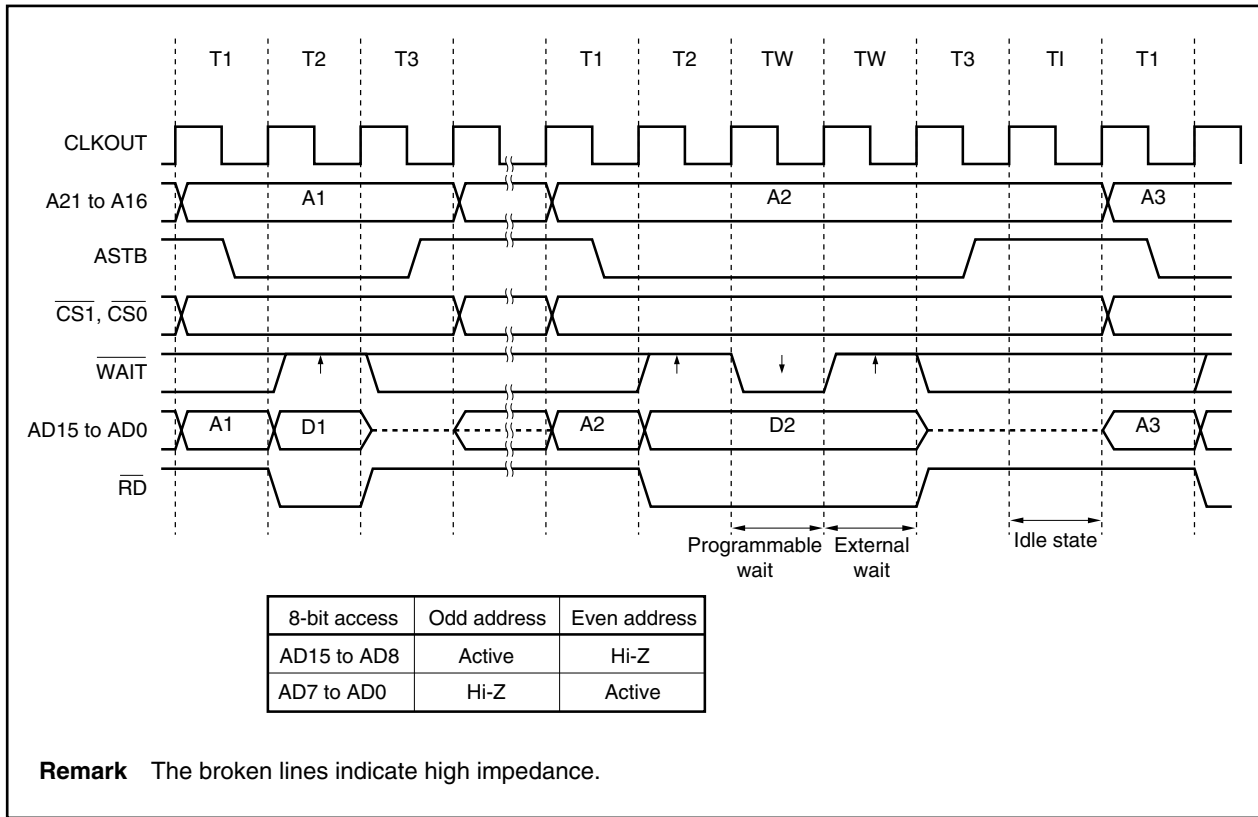 T1 T2 T3 T1 T2 TW TW T3 TI T1
CLKOUT
A21 to A16 A1 A2 A3
ASTB
CS1, CS0
WAIT
AD15 to AD0 A1 D1 A2 D2 A3
RD
Programmable wait External wait Idle state
8-bit access Odd address Even address
AD15 to AD8 Active Hi-Z
AD7 to AD0 Hi-Z Active
Remark The broken lines indicate high impedance.